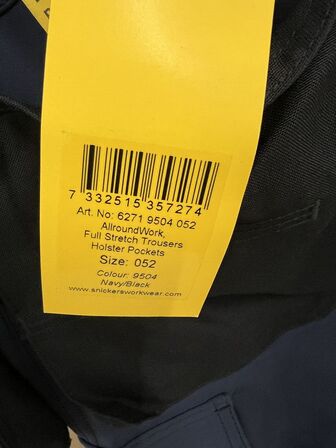 7 332515 357274
Art. No: 6271 9504 052
AllroundWork,
Full Stretch Trousers
Holster Pockets
Size: 052
Colour: 9504
Navy/Black
www.snickersworkwear.com